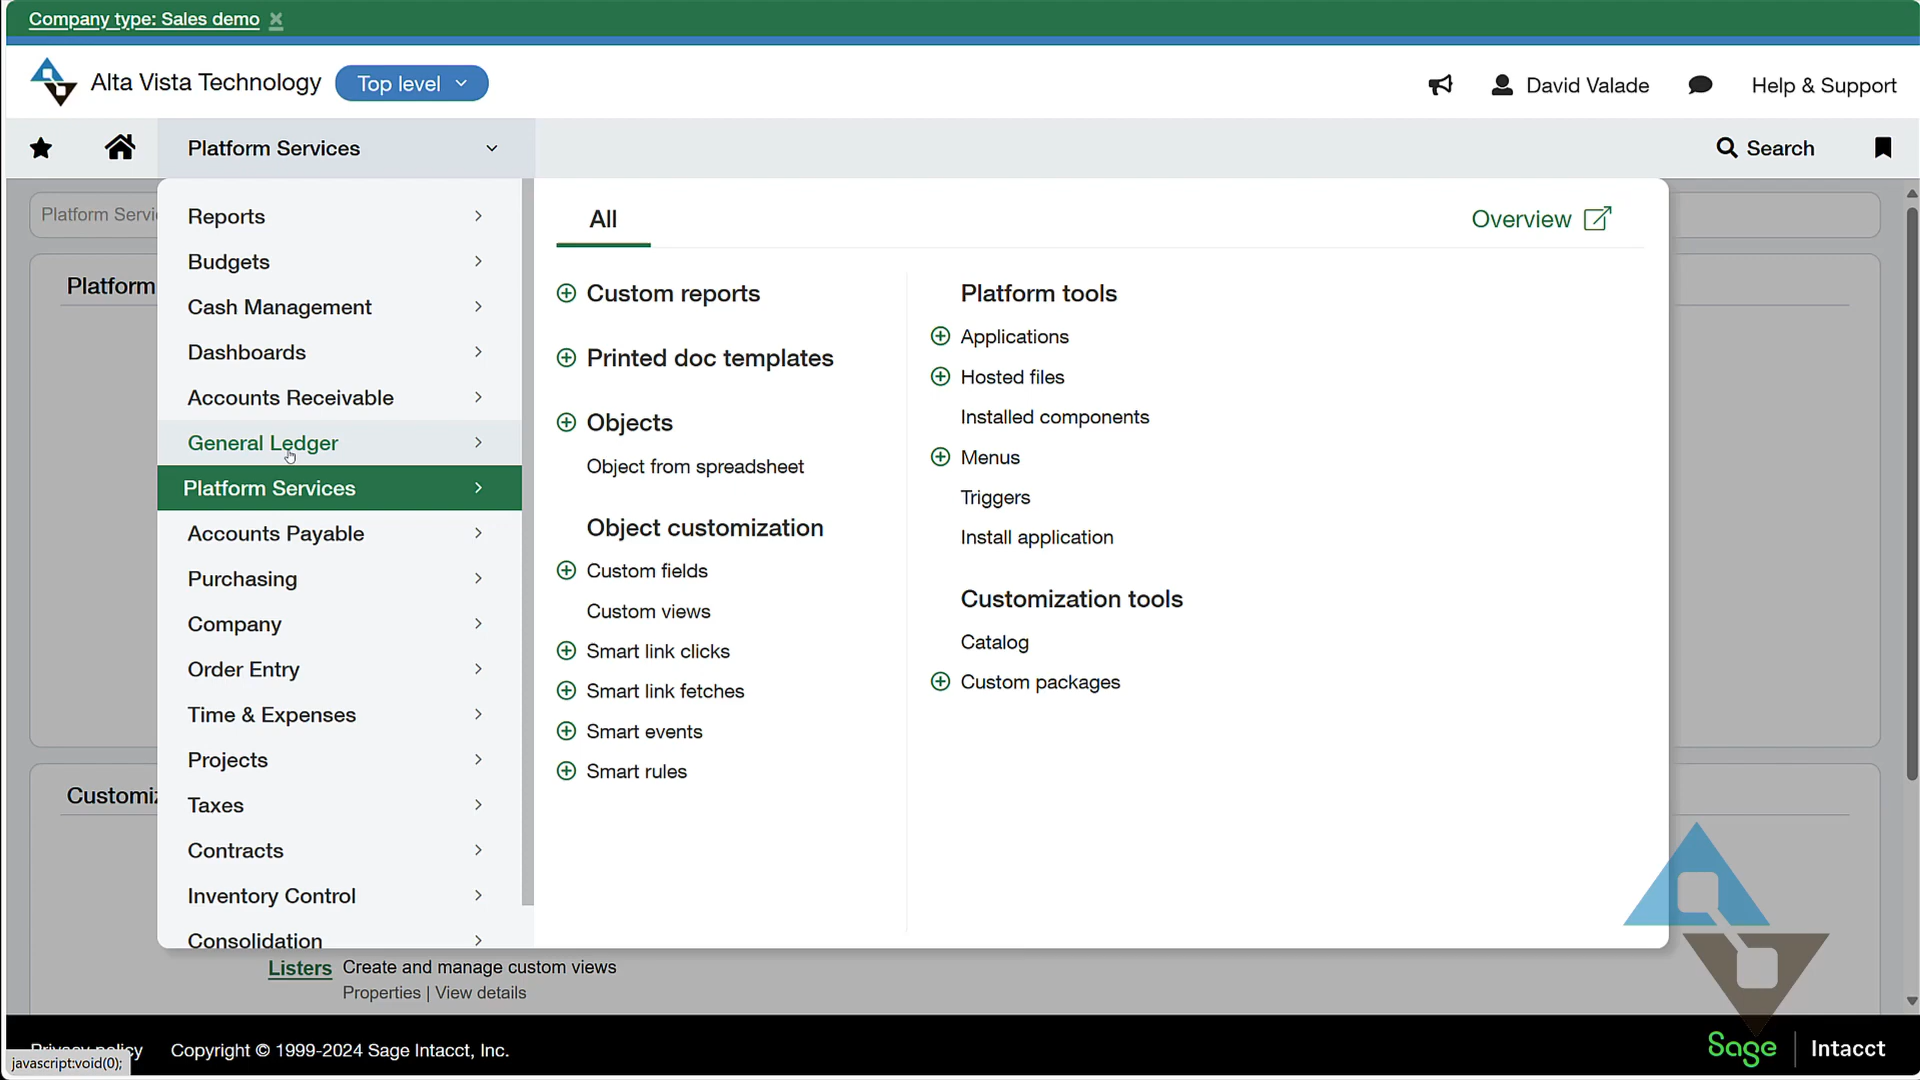 Company type: Sales demo
Alta Vista Technology
Top level
David Valade
Help & Support
Platform Services
Search
Platform Servi
Platform
Customiz
Reports
Budgets
Cash Management
Dashboards
Accounts Receivable
General Ledger
Platform Services
Accounts Payable
Purchasing
Company
Order Entry
Time & Expenses
Projects
Taxes
Contracts
Inventory Control
Consolidation
All
Overview
Custom reports
Printed doc templates
Objects
Object from spreadsheet
Object customization
Custom fields
Custom views
Smart link clicks
Smart link fetches
Smart events
Smart rules
Platform tools
Applications
Hosted files
Installed components
Menus
Triggers
Install application
Customization tools
Catalog
Custom packages
Listers Create and manage custom views
Properties | View details
Privacy policy
Copyright © 1999-2024 Sage Intacct, Inc.
javascript:void(0);
Sage Intacct